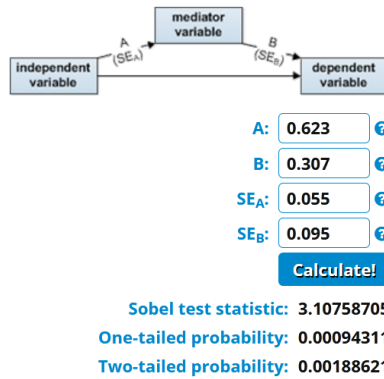 mediator
variable
A
(SEA)
B
(SEB)
independent
variable
dependent
variable
A: 0.623 ?
B: 0.307 ?
SEA: 0.055 ?
SEB: 0.095 ?
Calculate!
Sobel test statistic: 3.10758705
One-tailed probability: 0.00094311
Two-tailed probability: 0.00188621